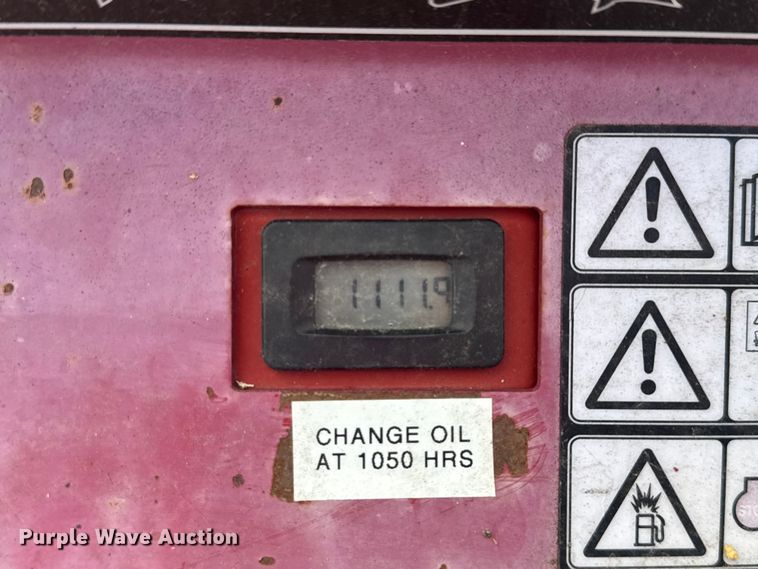 1111.9
CHANGE OIL
AT 1050 HRS
Purple Wave Auction